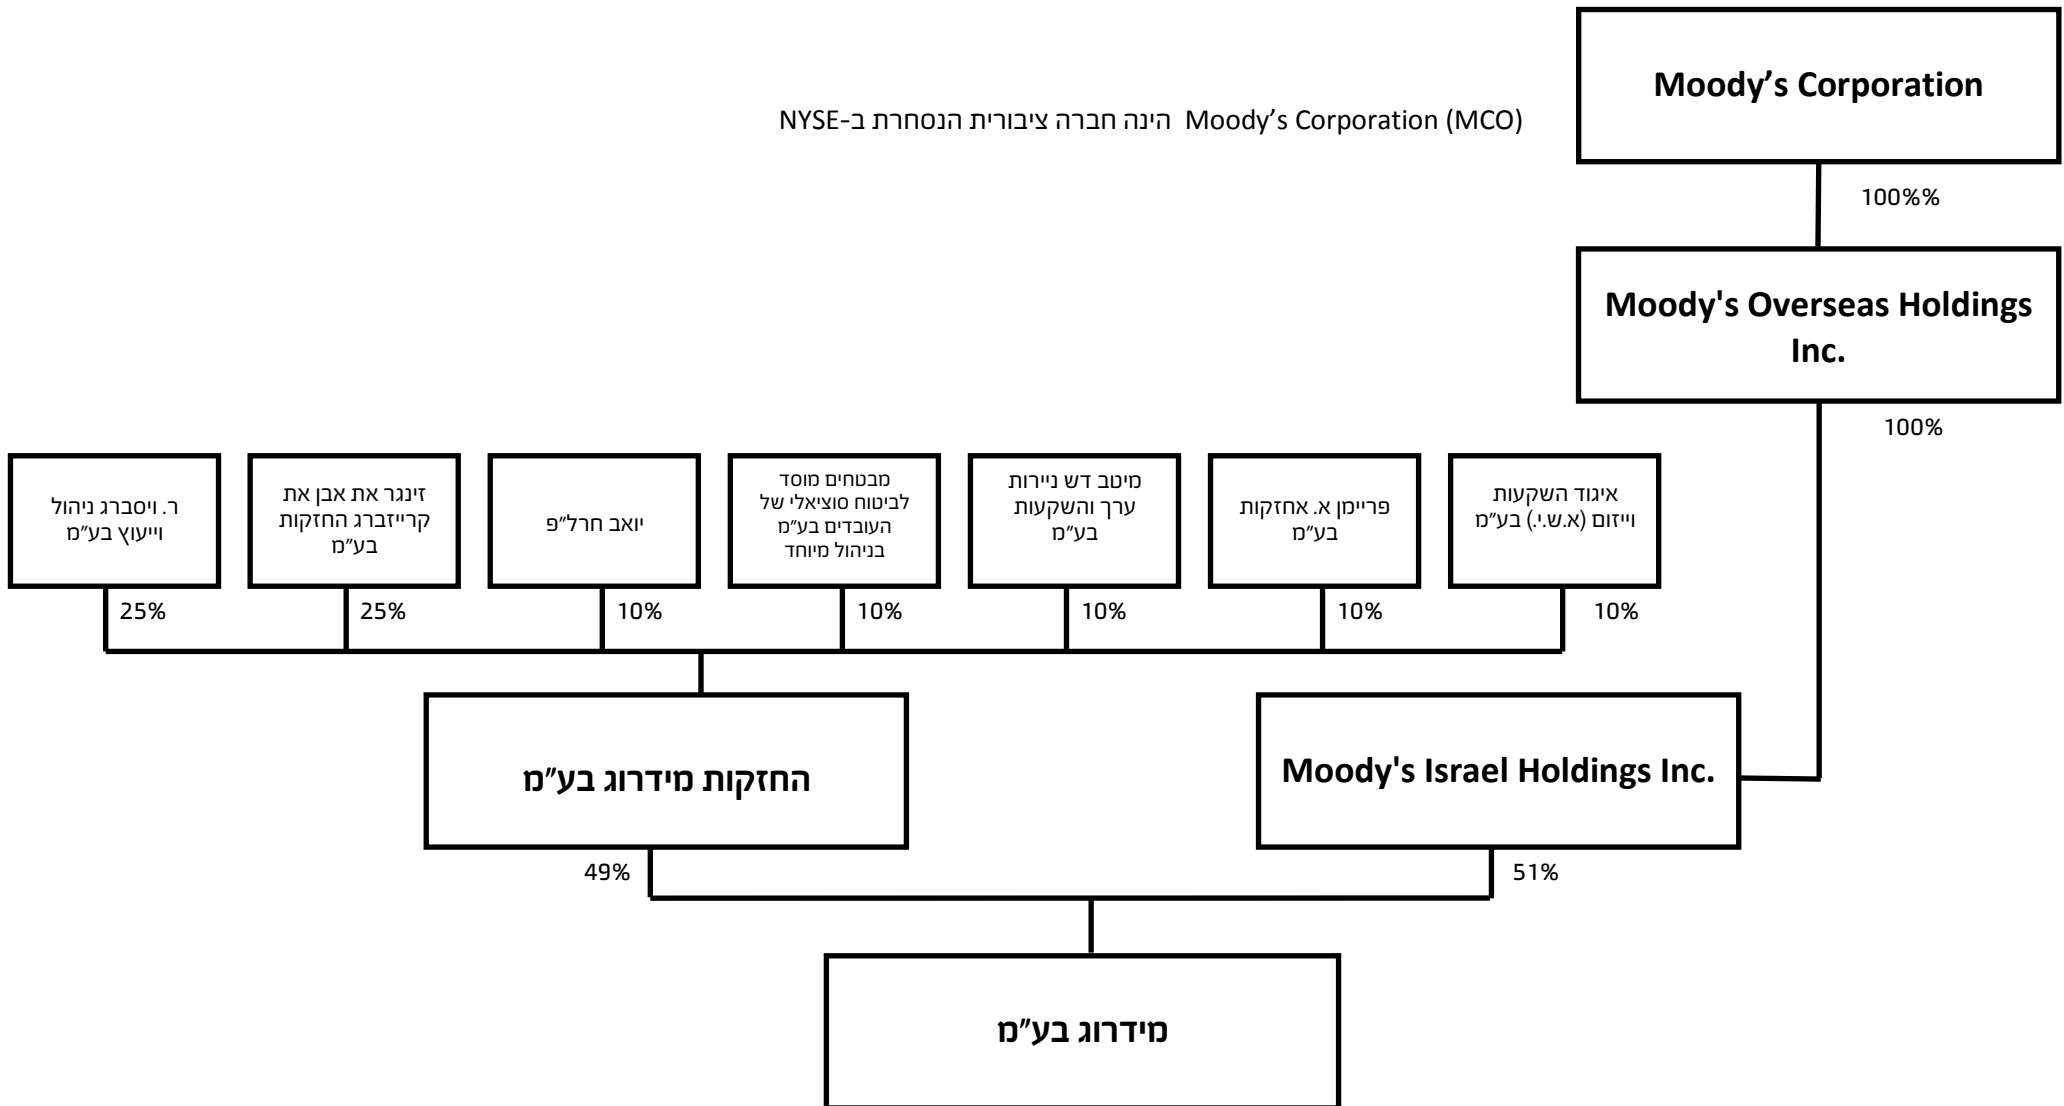 Moody’s Corporation
Moody’s Corporation (MCO) הינה חברה ציבורית הנסחרת ב-NYSE
100%%
Moody's Overseas Holdings
Inc.
100%
איגוד השקעות
וייזום (א.ש.י.) בע״מ
פריימן א. אחזקות
בע״מ
מיטב דש ניירות
ערך והשקעות
בע״מ
מבטחים מוסד
לביטוח סוציאלי של
העובדים בע״מ
בניהול מיוחד
יואב חרל״פ
זינגר את אבן את
קרייזברג החזקות
בע״מ
ר. ויסברג ניהול
וייעוץ בע״מ
10%
10%
10%
10%
10%
25%
25%
Moody's Israel Holdings Inc.
החזקות מידרוג בע״מ
51%
49%
מידרוג בע״מ